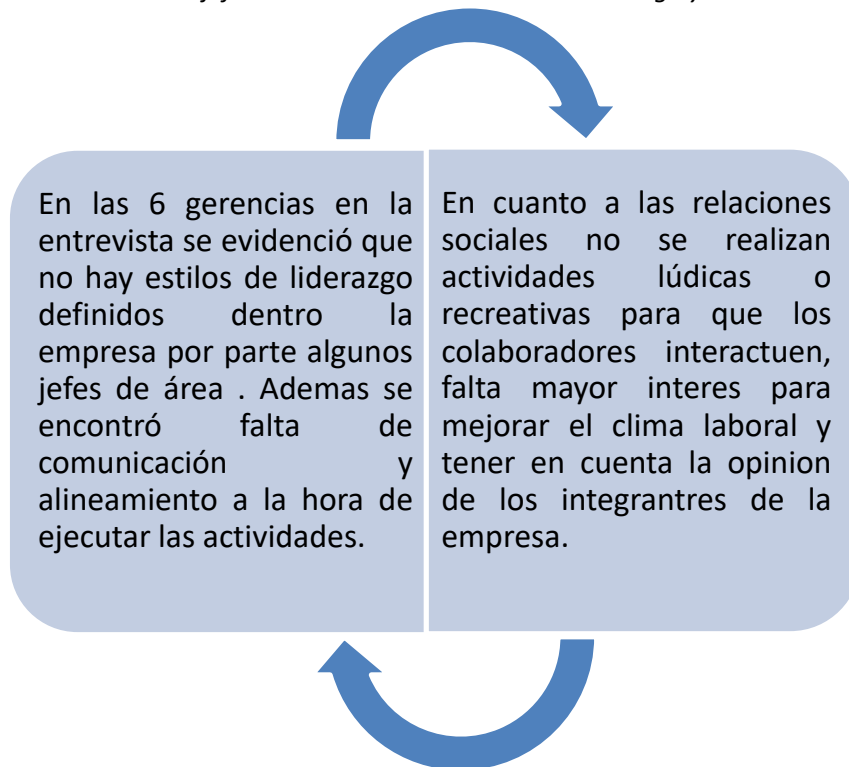 En las 6 gerencias en la
entrevista se evidenció que
no hay estilos de liderazgo
definidos dentro la
empresa por parte algunos
jefes de área . Ademas se
encontró falta de
comunicación y
alineamiento a la hora de
ejecutar las actividades.
En cuanto a las relaciones
sociales no se realizan
actividades lúdicas o
recreativas para que los
colaboradores interactuen,
falta mayor interes para
mejorar el clima laboral y
tener en cuenta la opinion
de los integrantres de la
empresa.